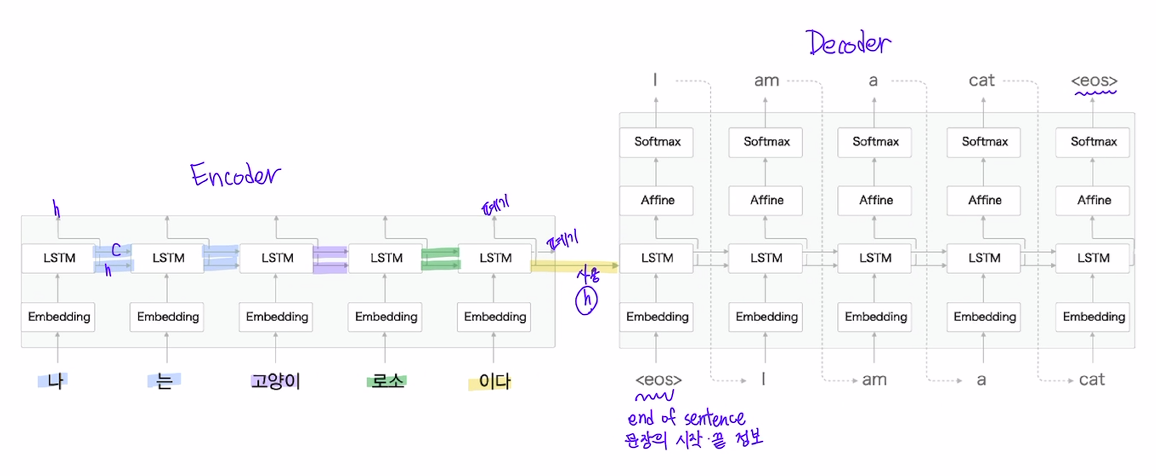 Decoder
I am a cat <eos>
Softmax Softmax Softmax Softmax Softmax
Encoder
Affine Affine Affine Affine Affine
h 폐기
C 폐기
LSTM LSTM LSTM LSTM LSTM LSTM LSTM LSTM LSTM LSTM
h 사용
h
Embedding Embedding Embedding Embedding Embedding Embedding Embedding Embedding Embedding Embedding
나 는 고양이 로소 이다 <eos> I am a cat
end of sentence
문장의 시작·끝 정보